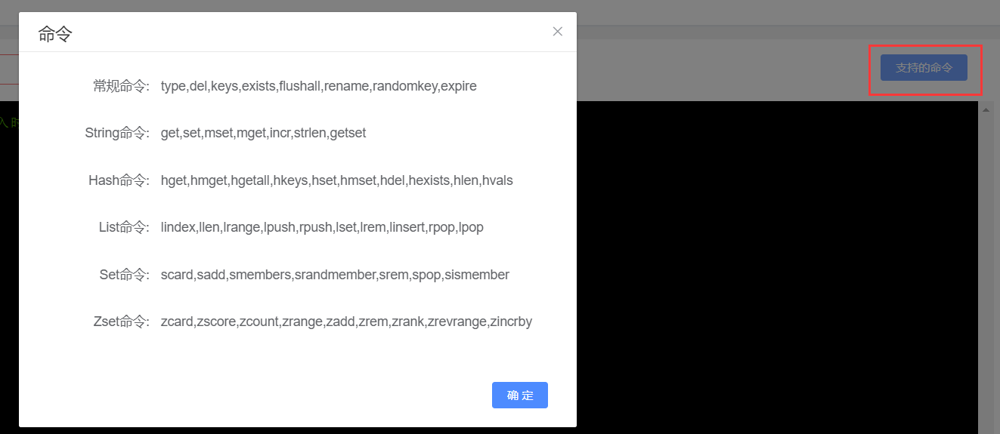 命令
支持的命令
常规命令: type,del,keys,exists,flushall,rename,randomkey,expire
String命令: get,set,mset,mget,incr,strlen,getset
Hash命令: hget,hmget,hgetall,hkeys,hset,hmset,hdel,hexists,hlen,hvals
List命令: lindex,llen,lrange,lpush,rpush,lset,lrem,linsert,rpop,lpop
Set命令: scard,sadd,smembers,srandmember,srem,spop,sismember
Zset命令: zcard,zscore,zcount,zrange,zadd,zrem,zrank,zrevrange,zincrby
确 定